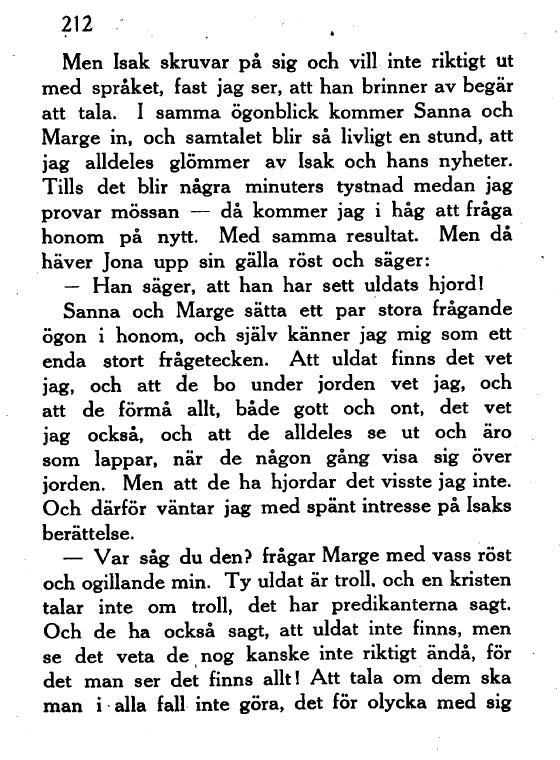 212
Men Isak skruvar på sig och vill inte riktigt ut
med språket, fast jag ser, att han brinner av begär
att tala. I samma ögonblick kommer Sanna och
Marge in, och samtalet blir så livligt en stund, att
jag alldeles glömmer av Isak och hans nyheter.
Tills det blir några minuters tystnad medan jag
provar mössan — då kommer jag i håg att fråga
honom på nytt. Med samma resultat. Men då
häver Jona upp sin gälla röst och säger:
— Han säger, att han har sett uldats hjord!
Sanna och Marge sätta ett par stora frågande
ögon i honom, och själv känner jag mig som ett
enda stort frågetecken. Att uldat finns det vet
jag, och att de bo under jorden vet jag, och
att de förmå allt, både gott och ont, det vet
jag också, och att de alldeles se ut och äro
som lappar, när de någon gång visa sig över
jorden. Men att de ha hjordar det visste jag inte.
Och därför väntar jag med spänt intresse på Isaks
berättelse.
— Var såg du den? frågar Marge med vass röst
och ogillande min. Ty uldat är troll, och en kristen
talar inte om troll, det har predikanterna sagt.
Och de ha också sagt, att uldat inte finns, men
se det veta de nog kanske inte riktigt ändå, för
det man ser det finns allt! Att tala om dem ska
man i alla fall inte göra, det för olycka med sig